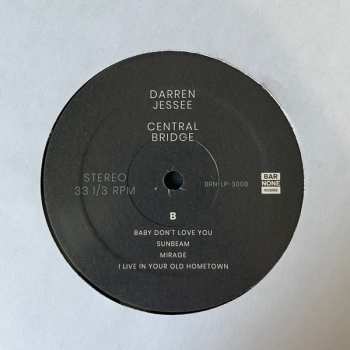 DARREN
JESSEE
CENTRAL
BRIDGE
STEREO
33 1/3 RPM
BRN-LP-3008
BAR
NONE
B
BABY DON'T LOVE YOU
SUNBEAM
MIRAGE
I LIVE IN YOUR OLD HOMETOWN